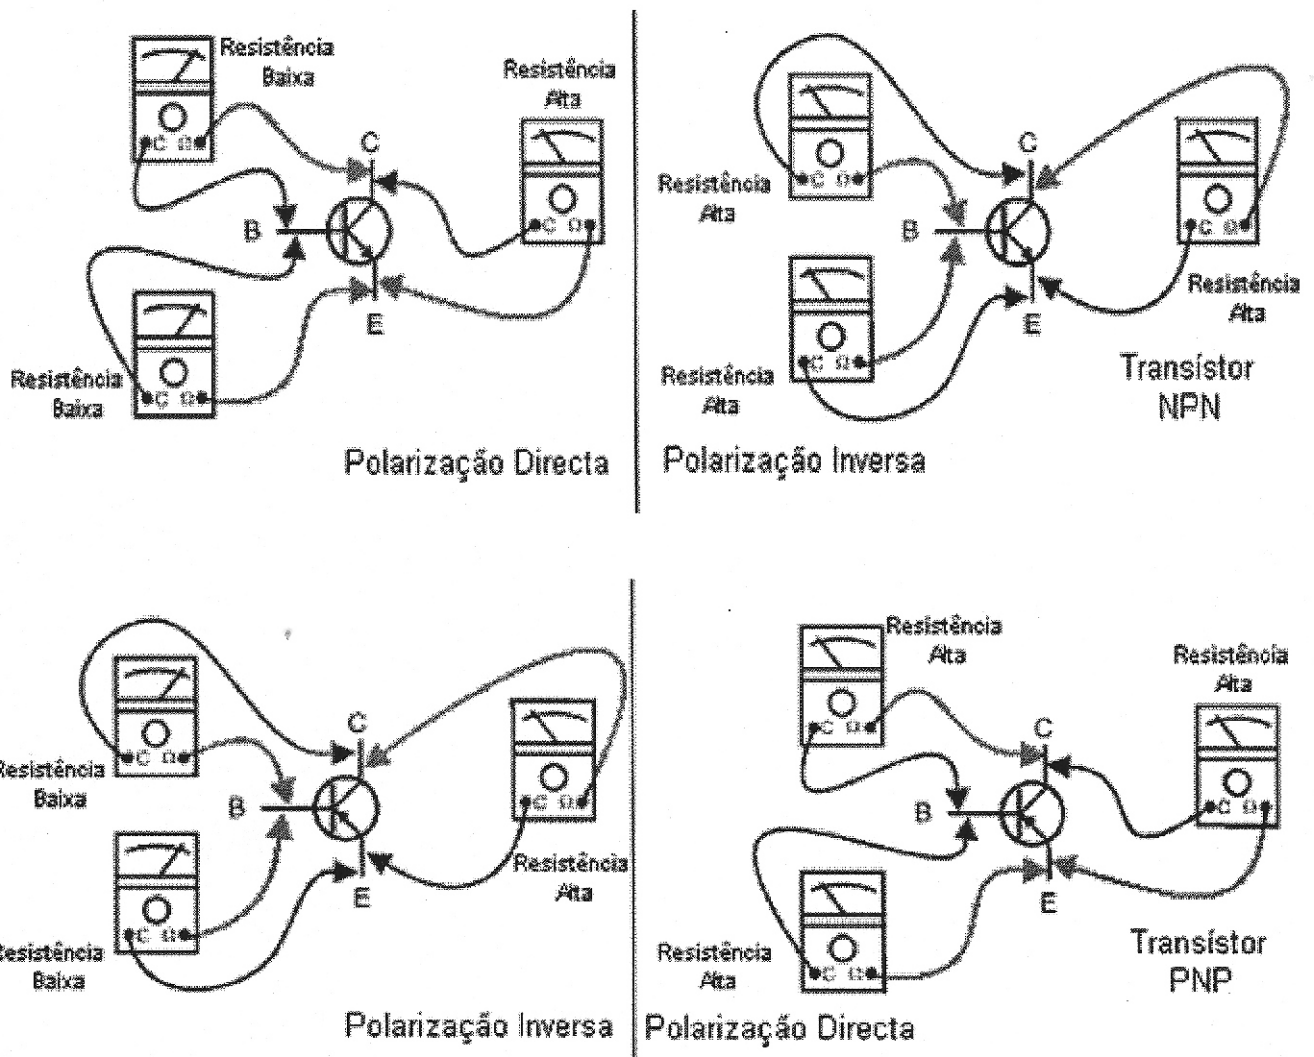 Resistência
Baixa
Resistência
Alta
C
C Ω
B
C Ω
E
C Ω
Resistência
Baixa
Polarização Directa
C
C Ω
C Ω
Resistência
Alta
B
Resistência
Alta
E
C Ω
Resistência
Alta
Transístor
NPN
Polarização Inversa
C
C Ω
Resistência
Baixa
B
C Ω
Resistência
Alta
E
C Ω
Resistência
Baixa
Polarização Inversa
Resistência
Alta
Resistência
Alta
C
C Ω
B
C Ω
E
Resistência
Alta
C Ω
Transístor
PNP
Polarização Directa